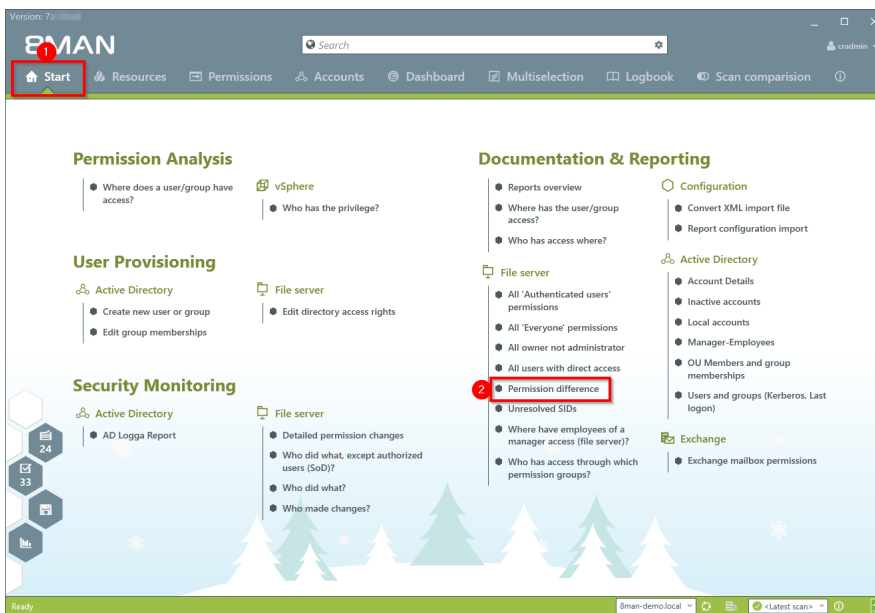 Version: 7
8MAN
Search
cradmin
1
Start
Resources
Permissions
Accounts
Dashboard
Multiselection
Logbook
Scan comparision
Permission Analysis
Where does a user/group have
access?
vSphere
Who has the privilege?
User Provisioning
Active Directory
Create new user or group
Edit group memberships
File server
Edit directory access rights
Security Monitoring
Active Directory
AD Logga Report
File server
Detailed permission changes
Who did what, except authorized
users (SoD)?
Who did what?
Who made changes?
Documentation & Reporting
Reports overview
Where has the user/group
access?
Who has access where?
File server
All 'Authenticated users'
permissions
All 'Everyone' permissions
All owner not administrator
All users with direct access
2
Permission difference
Unresolved SIDs
Where have employees of a
manager access (file server)?
Who has access through which
permission groups?
Configuration
Convert XML import file
Report configuration import
Active Directory
Account Details
Inactive accounts
Local accounts
Manager-Employees
OU Members and group
memberships
Users and groups (Kerberos, Last
logon)
Exchange
Exchange mailbox permissions
24
33
Ready
8man-demo.local
<Latest scan>